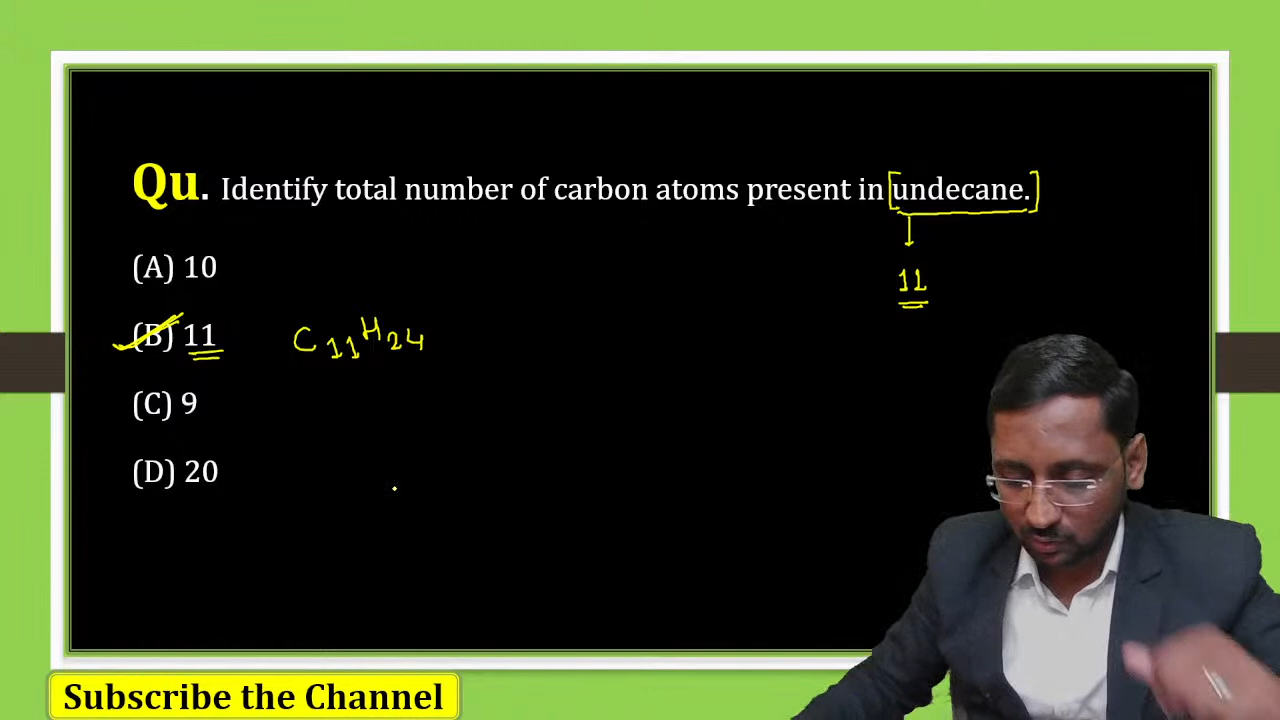 Qu. Identify total number of carbon atoms present in [undecane.]
11
(A) 10
(B) 11 C11H24
(C) 9
(D) 20
Subscribe the Channel